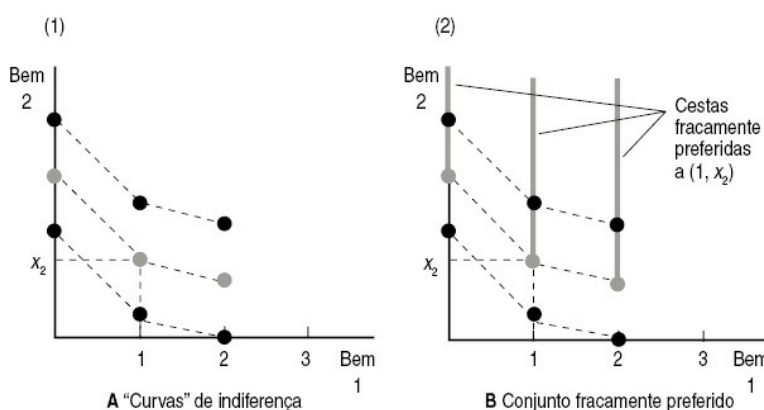 (1)
Bem
2
x₂
1
2
3
Bem
1
A "Curvas" de indiferença
(2)
Bem
2
Cestas
fracamente
preferidas
a (1, x₂)
x₂
1
2
3
Bem
1
B Conjunto fracamente preferido